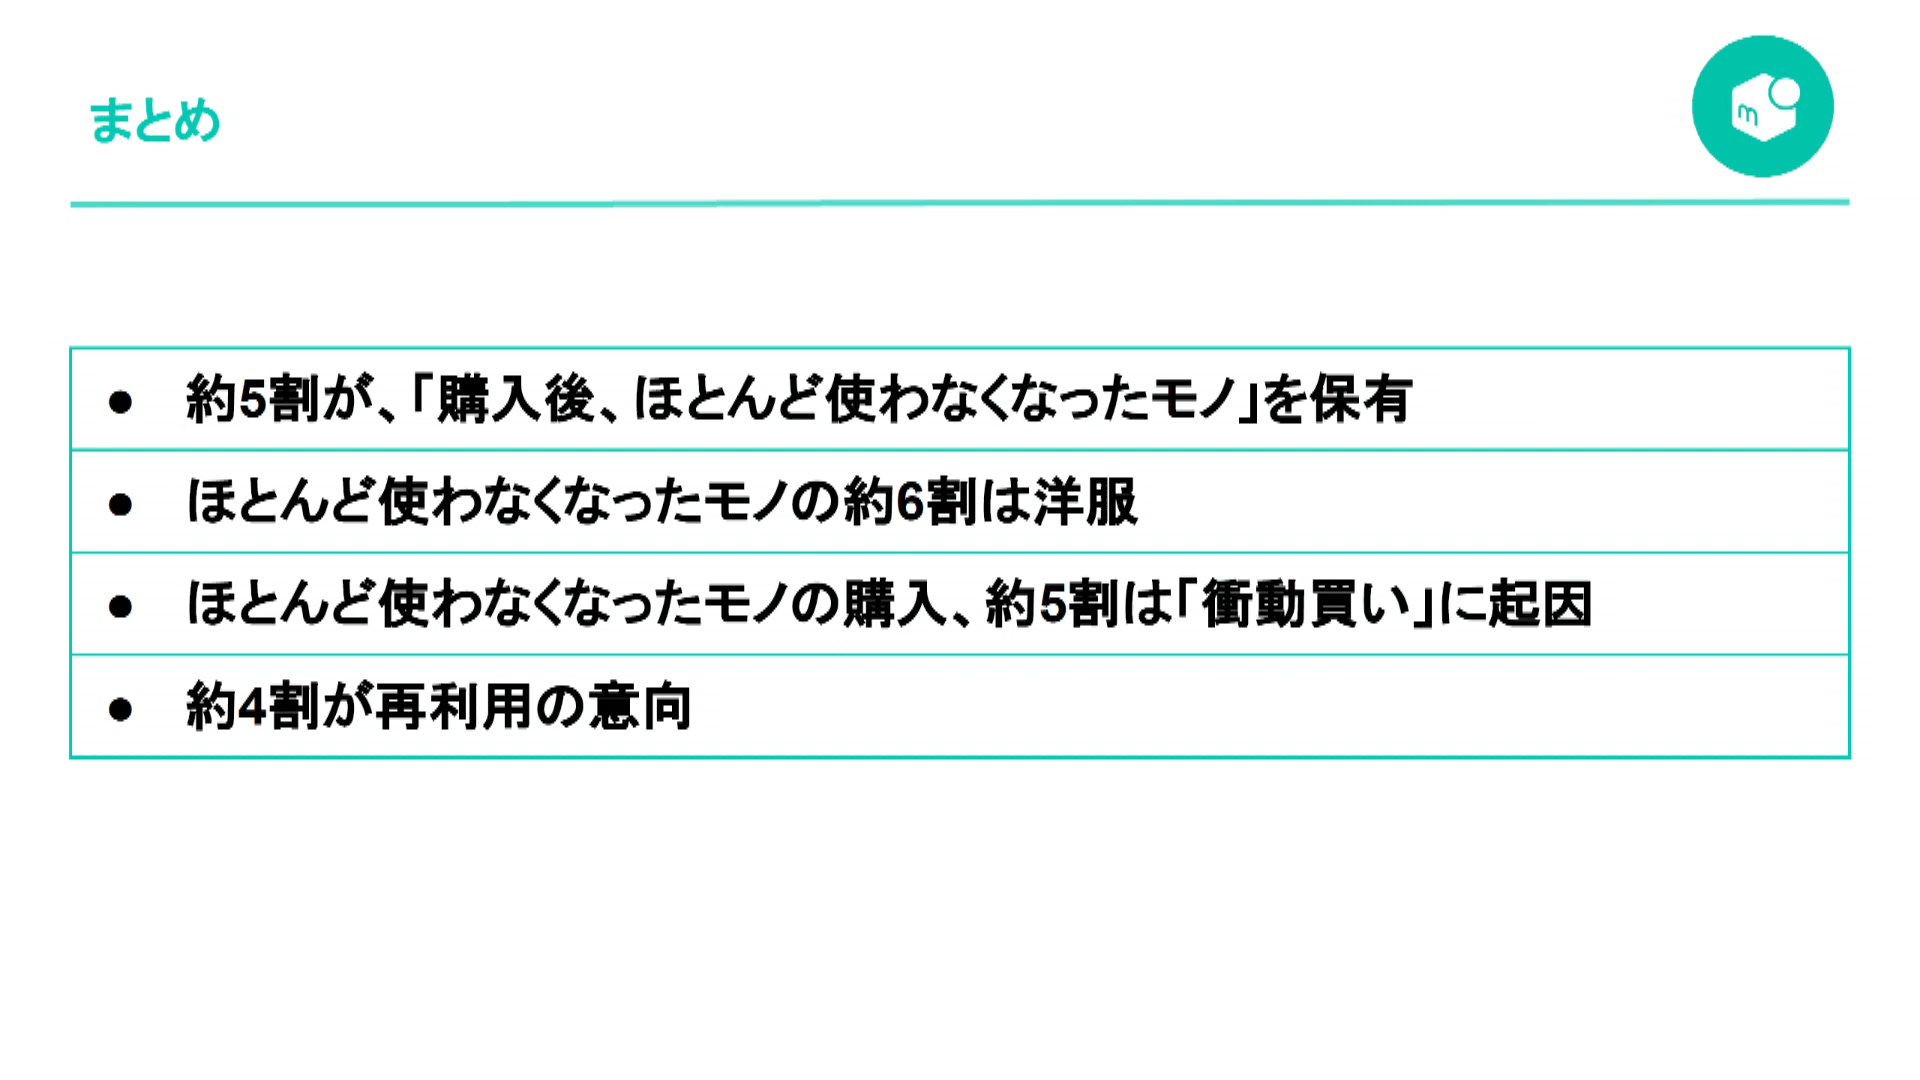 まとめ
m
● 約5割が、「購入後、ほとんど使わなくなったモノ」を保有
● ほとんど使わなくなったモノの約6割は洋服
● ほとんど使わなくなったモノの購入、約5割は「衝動買い」に起因
● 約4割が再利用の意向